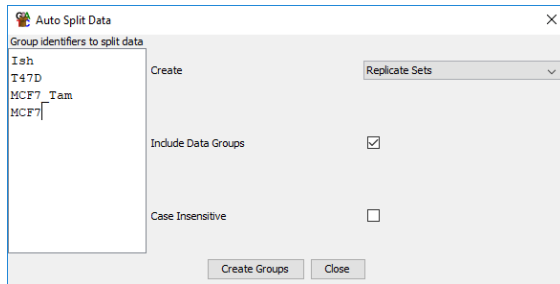 Auto Split Data
Group identifiers to split data
Ish
T47D
MCF7_Tam
MCF7
Create
Replicate Sets
Include Data Groups
Case Insensitive
Create Groups
Close